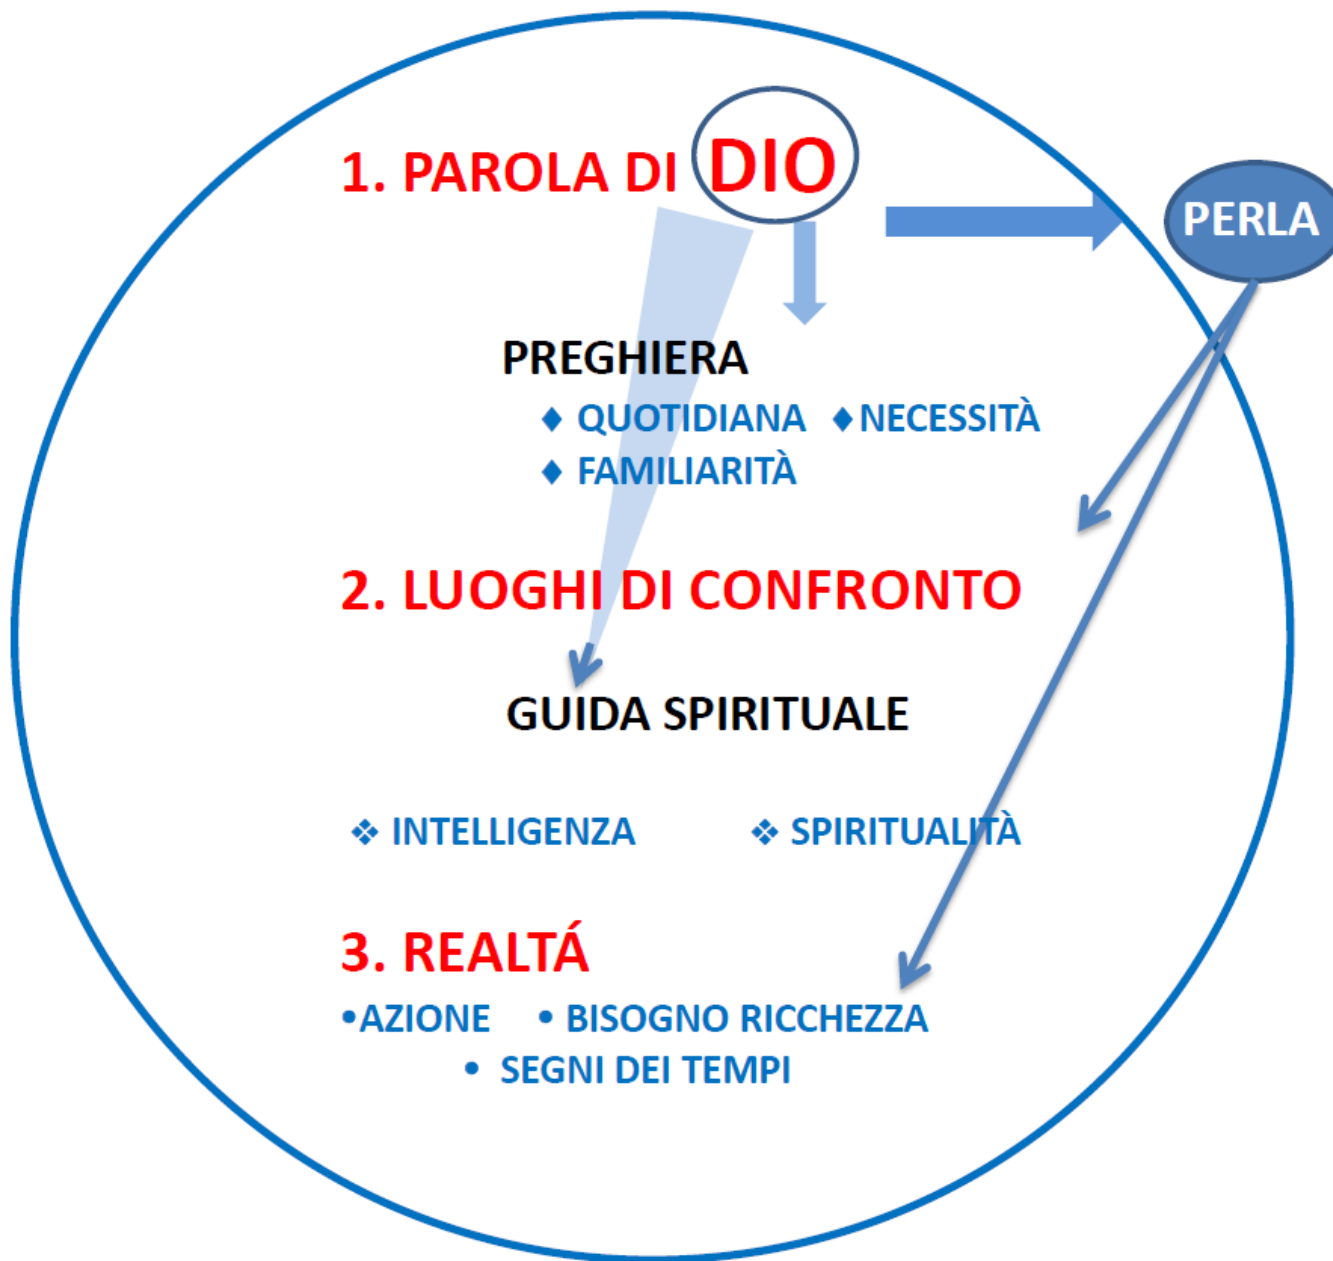 1. PAROLA DI DIO
PERLA
PREGHIERA
♦ QUOTIDIANA ♦NECESSITÀ
♦ FAMILIARITÀ
2. LUOGHI DI CONFRONTO
GUIDA SPIRITUALE
❖ INTELLIGENZA ❖ SPIRITUALITÀ
3. REALTÁ
•AZIONE • BISOGNO RICCHEZZA
• SEGNI DEI TEMPI